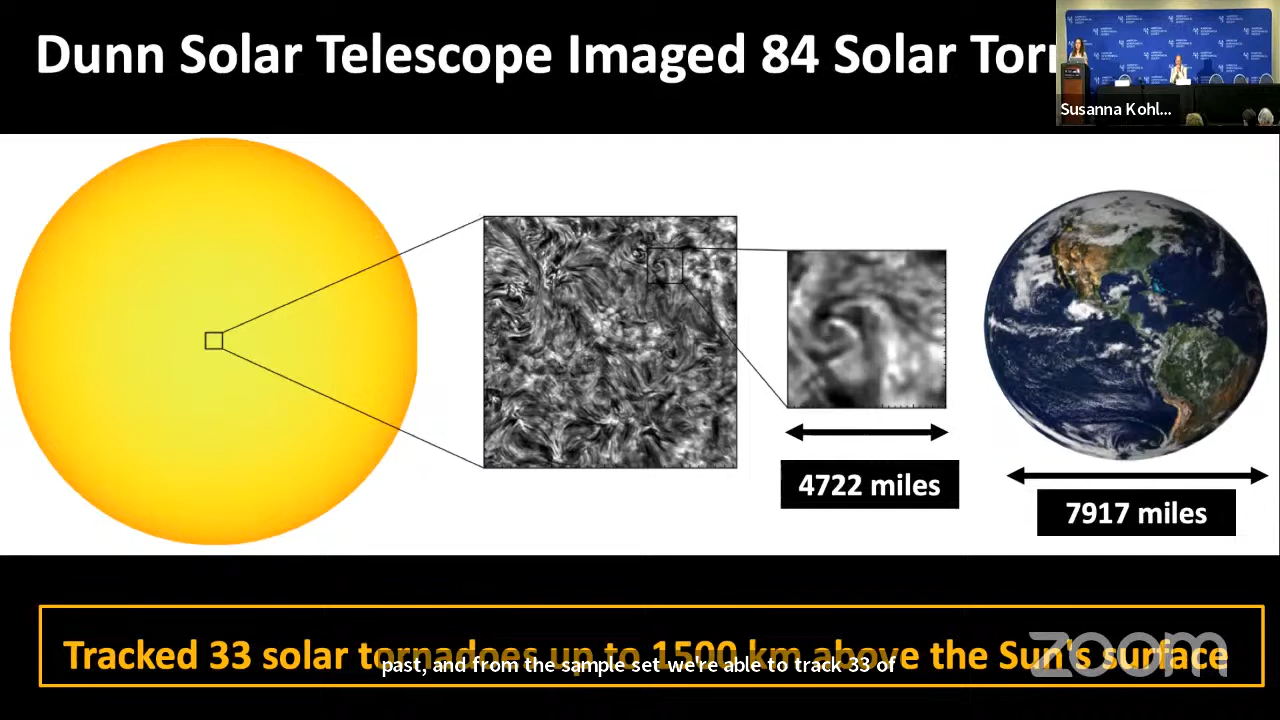 Dunn Solar Telescope Imaged 84 Solar
Susanna Kohl...
4722 miles
7917 miles
Tracked 33 solar tornadoes up to 1500 km above the Sun's surface
past, and from the sample set we're able to track 33 of
zoom